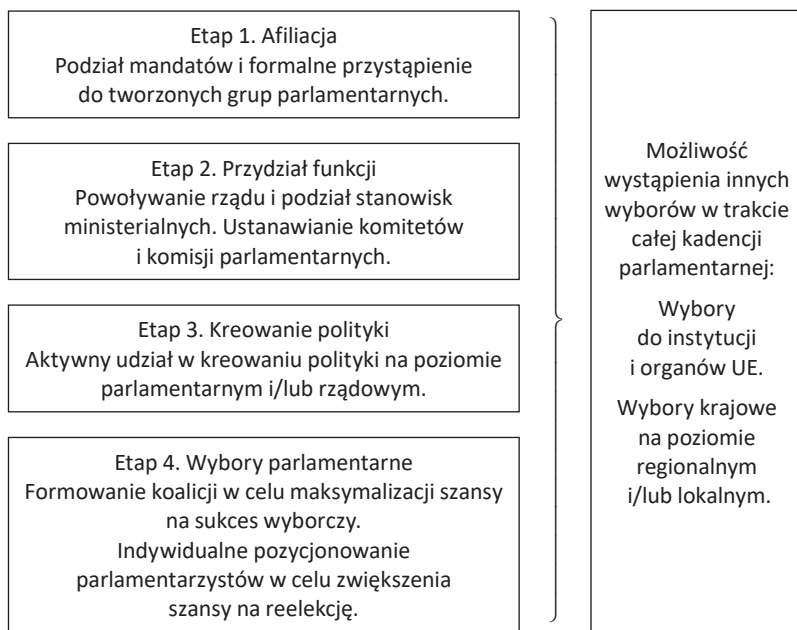 Etap 1. Afiliacja
Podział mandatów i formalne przystąpienie
do tworzonych grup parlamentarnych.
Etap 2. Przydział funkcji
Powoływanie rządu i podział stanowisk
ministerialnych. Ustanawianie komitetów
i komisji parlamentarnych.
Etap 3. Kreowanie polityki
Aktywny udział w kreowaniu polityki na poziomie
parlamentarnym i/lub rządowym.
Etap 4. Wybory parlamentarne
Formowanie koalicji w celu maksymalizacji szansy
na sukces wyborczy.
Indywidualne pozycjonowanie
parlamentarzystów w celu zwiększenia
szansy na reelekcję.
Możliwość
wystąpienia innych
wyborów w trakcie
całej kadencji
parlamentarnej:
Wybory
do instytucji
i organów UE.
Wybory krajowe
na poziomie
regionalnym
i/lub lokalnym.